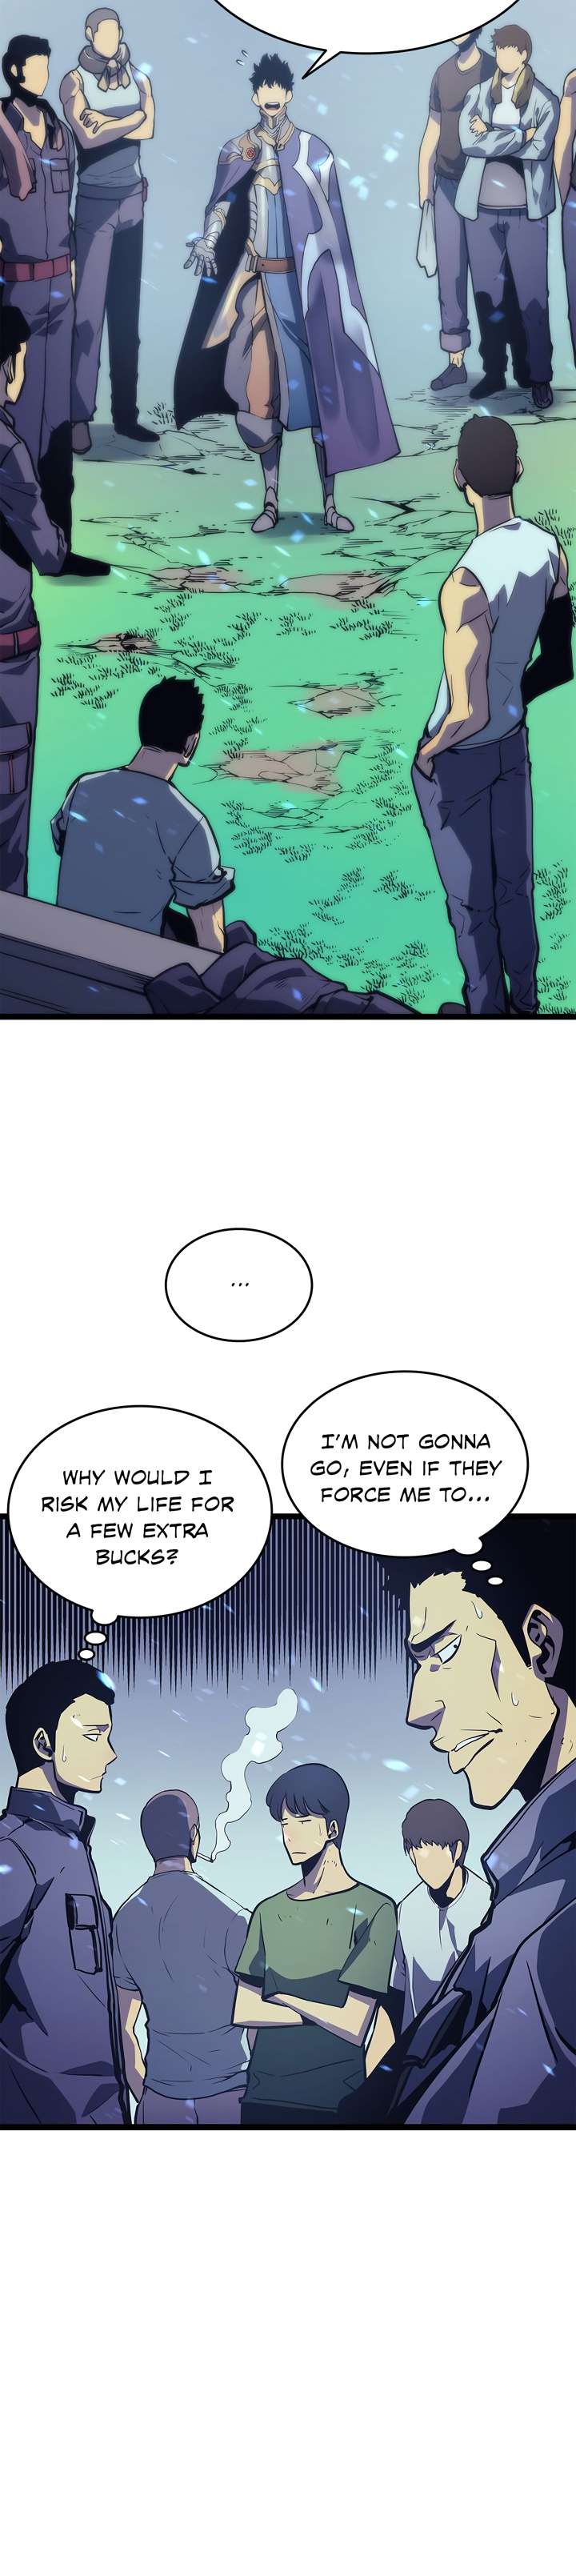 ...
I'M NOT GONNA
GO, EVEN IF THEY
FORCE ME TO...
WHY WOULD I
RISK MY LIFE FOR
A FEW EXTRA
BUCKS?